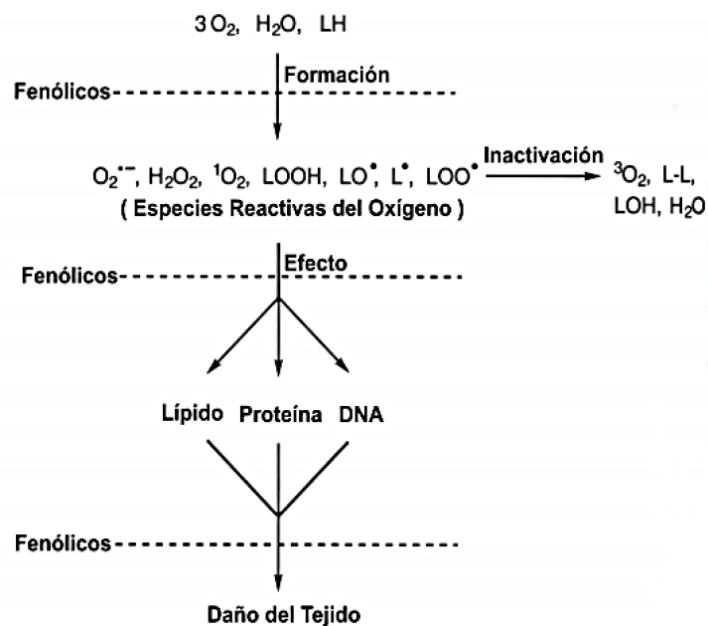 3 O₂, H₂O, LH
Formación
Fenólicos
O₂•−, H₂O₂, ¹O₂, LOOH, LO•, L•, LOO•
(Especies Reactivas del Oxígeno)
Inactivación
³O₂, L-L,
LOH, H₂O
Efecto
Fenólicos
Lípido Proteína DNA
Fenólicos
Daño del Tejido